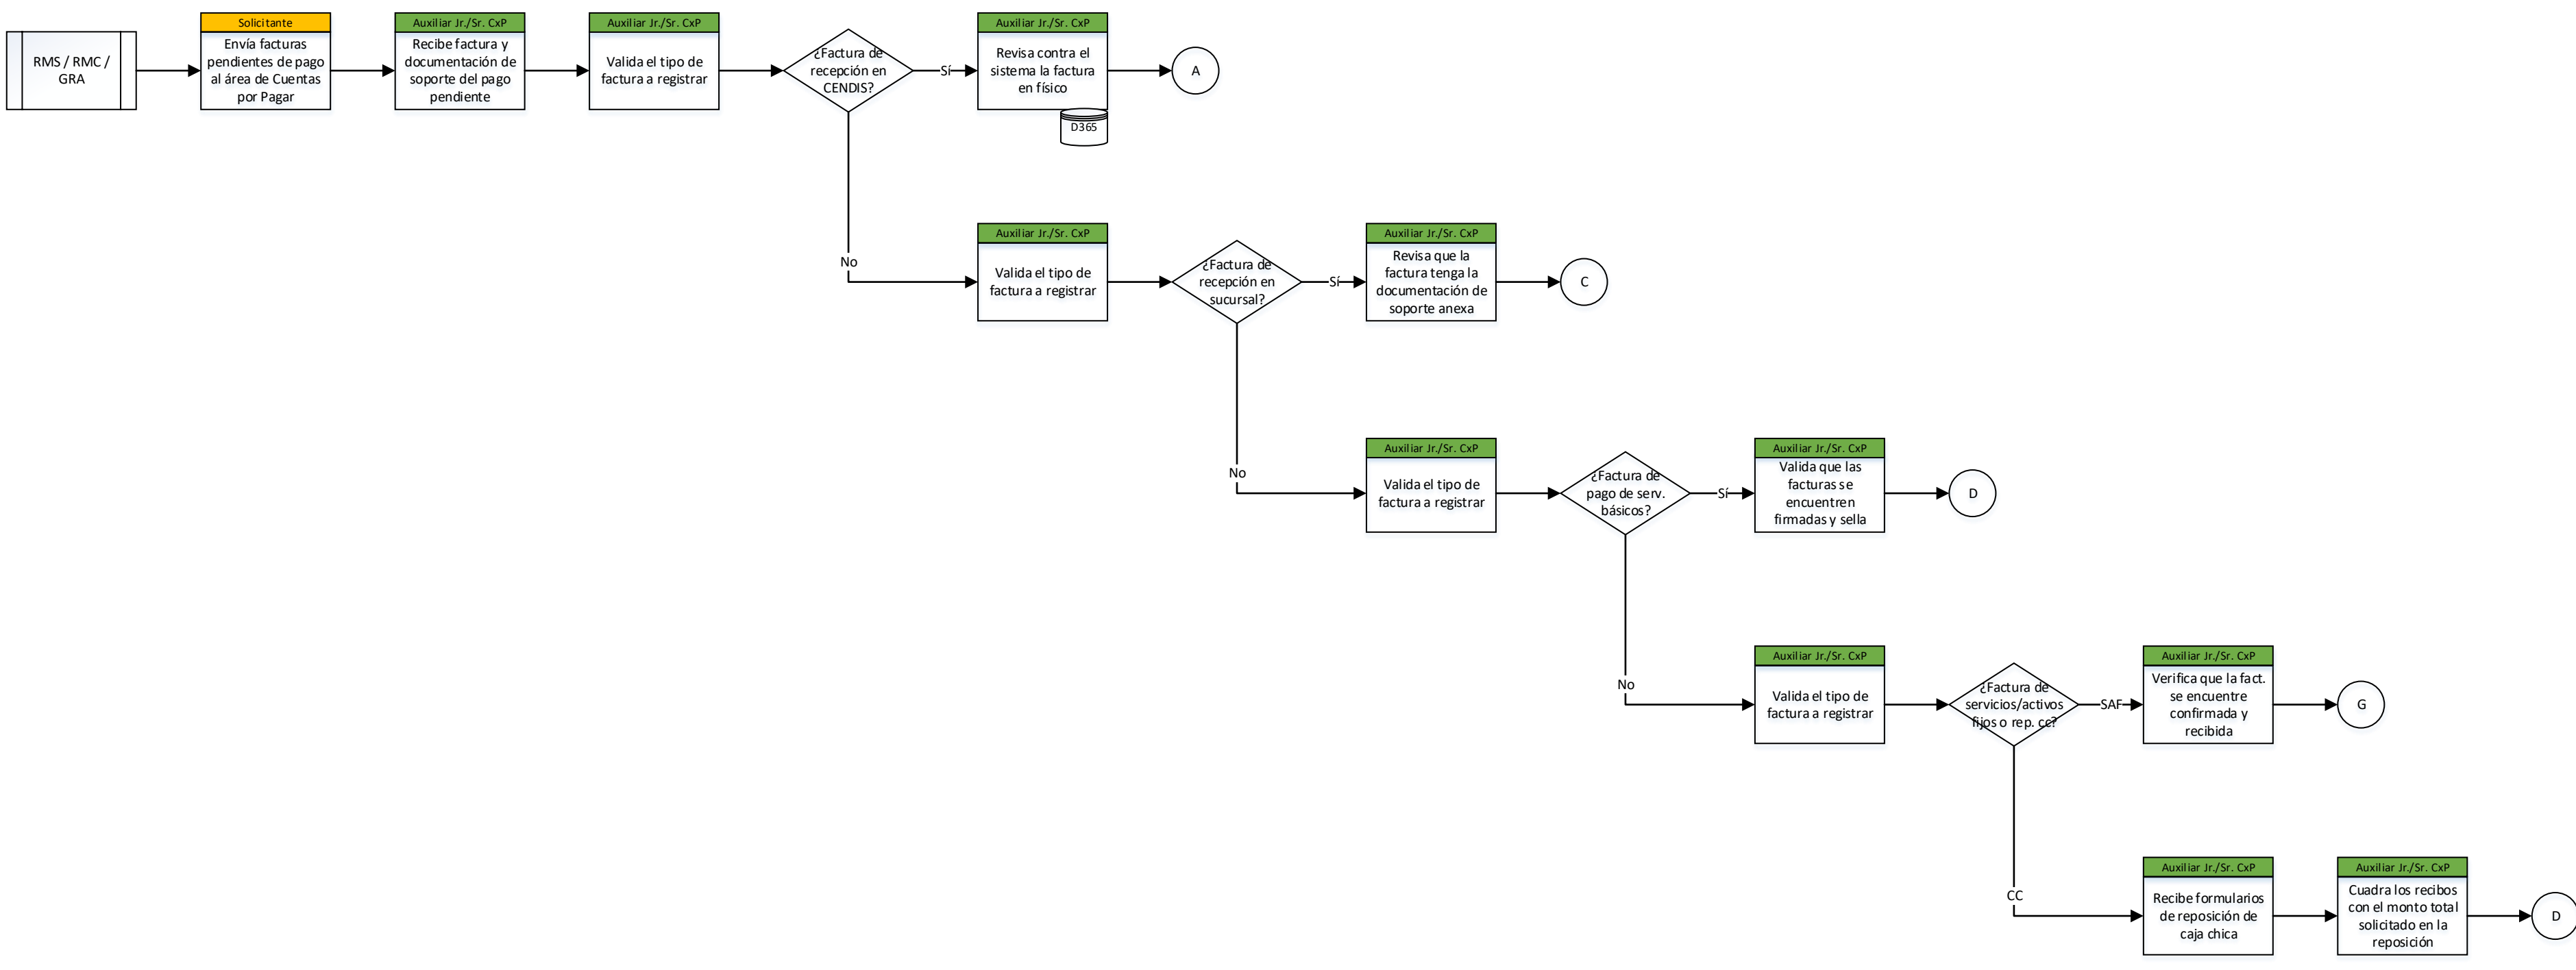 RMS / RMC /
GRA
Solicitante
Envía facturas
pendientes de pago
al área de Cuentas
por Pagar
Auxiliar Jr./Sr. CxP
Recibe factura y
documentación de
soporte del pago
pendiente
Auxiliar Jr./Sr. CxP
Valida el tipo de
factura a registrar
¿Factura de
recepción en
CENDIS?
Sí
Auxiliar Jr./Sr. CxP
Revisa contra el
sistema la factura
en físico
D365
A
No
Auxiliar Jr./Sr. CxP
Valida el tipo de
factura a registrar
¿Factura de
recepción en
sucursal?
Sí
Auxiliar Jr./Sr. CxP
Revisa que la
factura tenga la
documentación de
soporte anexa
C
No
Auxiliar Jr./Sr. CxP
Valida el tipo de
factura a registrar
¿Factura de
pago de serv.
básicos?
Sí
Auxiliar Jr./Sr. CxP
Valida que las
facturas se
encuentren
firmadas y sella
D
No
Auxiliar Jr./Sr. CxP
Valida el tipo de
factura a registrar
¿Factura de
servicios/activos
fijos o rep. cc?
SAF
Auxiliar Jr./Sr. CxP
Verifica que la fact.
se encuentre
confirmada y
recibida
G
CC
Auxiliar Jr./Sr. CxP
Recibe formularios
de reposición de
caja chica
Auxiliar Jr./Sr. CxP
Cuadra los recibos
con el monto total
solicitado en la
reposición
D